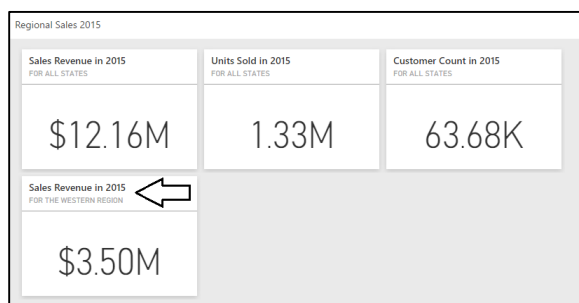 Regional Sales 2015
Sales Revenue in 2015
FOR ALL STATES
$12.16M
Units Sold in 2015
FOR ALL STATES
1.33M
Customer Count in 2015
FOR ALL STATES
63.68K
Sales Revenue in 2015
FOR THE WESTERN REGION
$3.50M